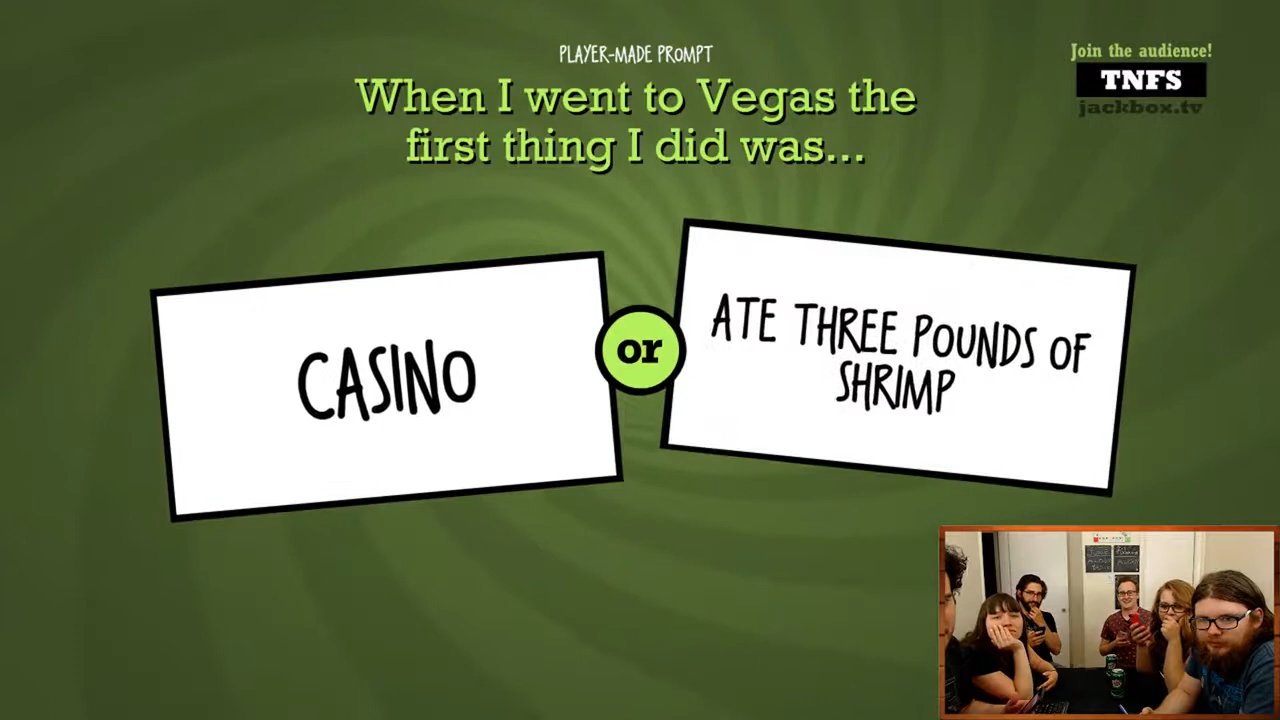 PLAYER-MADE PROMPT
When I went to Vegas the
first thing I did was...
Join the audience!
TNFS
jackbox.tv
CASINO
or
ATE THREE POUNDS OF
SHRIMP